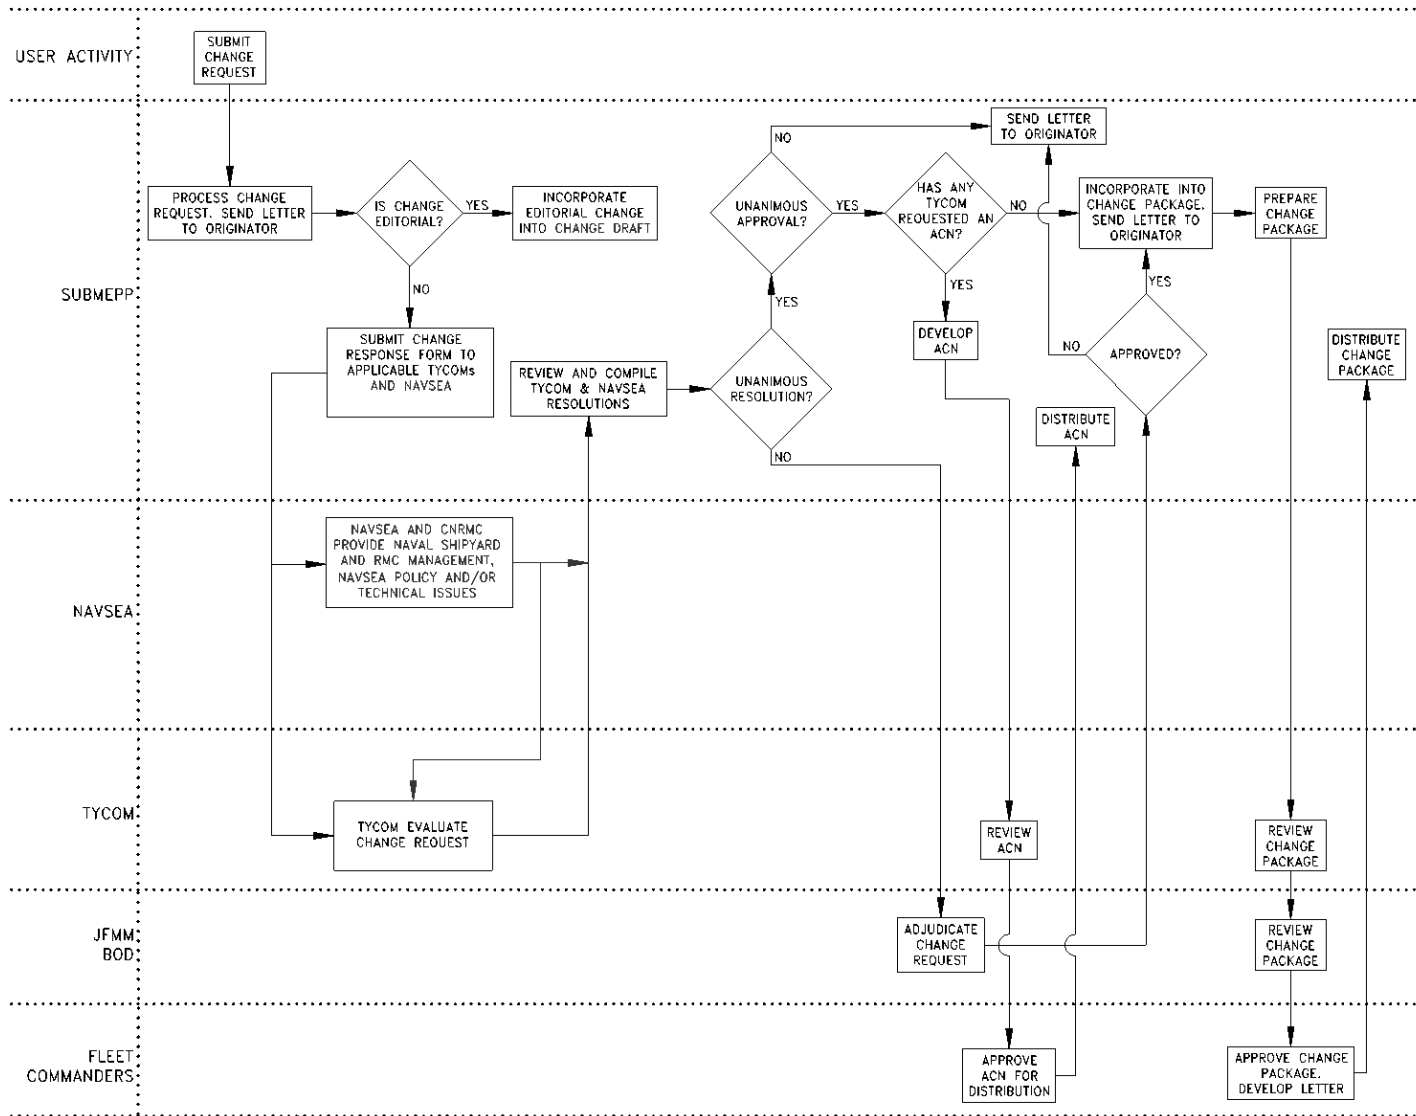 USER ACTIVITY
SUBMIT
CHANGE
REQUEST
SUBMEPP
PROCESS CHANGE
REQUEST. SEND LETTER
TO ORIGINATOR
IS CHANGE
EDITORIAL?
YES
NO
INCORPORATE
EDITORIAL CHANGE
INTO CHANGE DRAFT
SUBMIT CHANGE
RESPONSE FORM TO
APPLICABLE TYCOMs
AND NAVSEA
REVIEW AND COMPILE
TYCOM & NAVSEA
RESOLUTIONS
UNANIMOUS
RESOLUTION?
YES
NO
UNANIMOUS
APPROVAL?
NO
YES
SEND LETTER
TO ORIGINATOR
HAS ANY
TYCOM
REQUESTED AN
ACN?
NO
YES
DEVELOP
ACN
INCORPORATE INTO
CHANGE PACKAGE.
SEND LETTER TO
ORIGINATOR
YES
NO
APPROVED?
DISTRIBUTE
ACN
PREPARE
CHANGE
PACKAGE
DISTRIBUTE
CHANGE
PACKAGE
NAVSEA
NAVSEA AND CNRMC
PROVIDE NAVAL SHIPYARD
AND RMC MANAGEMENT,
NAVSEA POLICY AND/OR
TECHNICAL ISSUES
TYCOM
TYCOM EVALUATE
CHANGE REQUEST
REVIEW
ACN
REVIEW
CHANGE
PACKAGE
JFMM
BOD
ADJUDICATE
CHANGE
REQUEST
REVIEW
CHANGE
PACKAGE
FLEET
COMMANDERS
APPROVE
ACN FOR
DISTRIBUTION
APPROVE CHANGE
PACKAGE.
DEVELOP LETTER